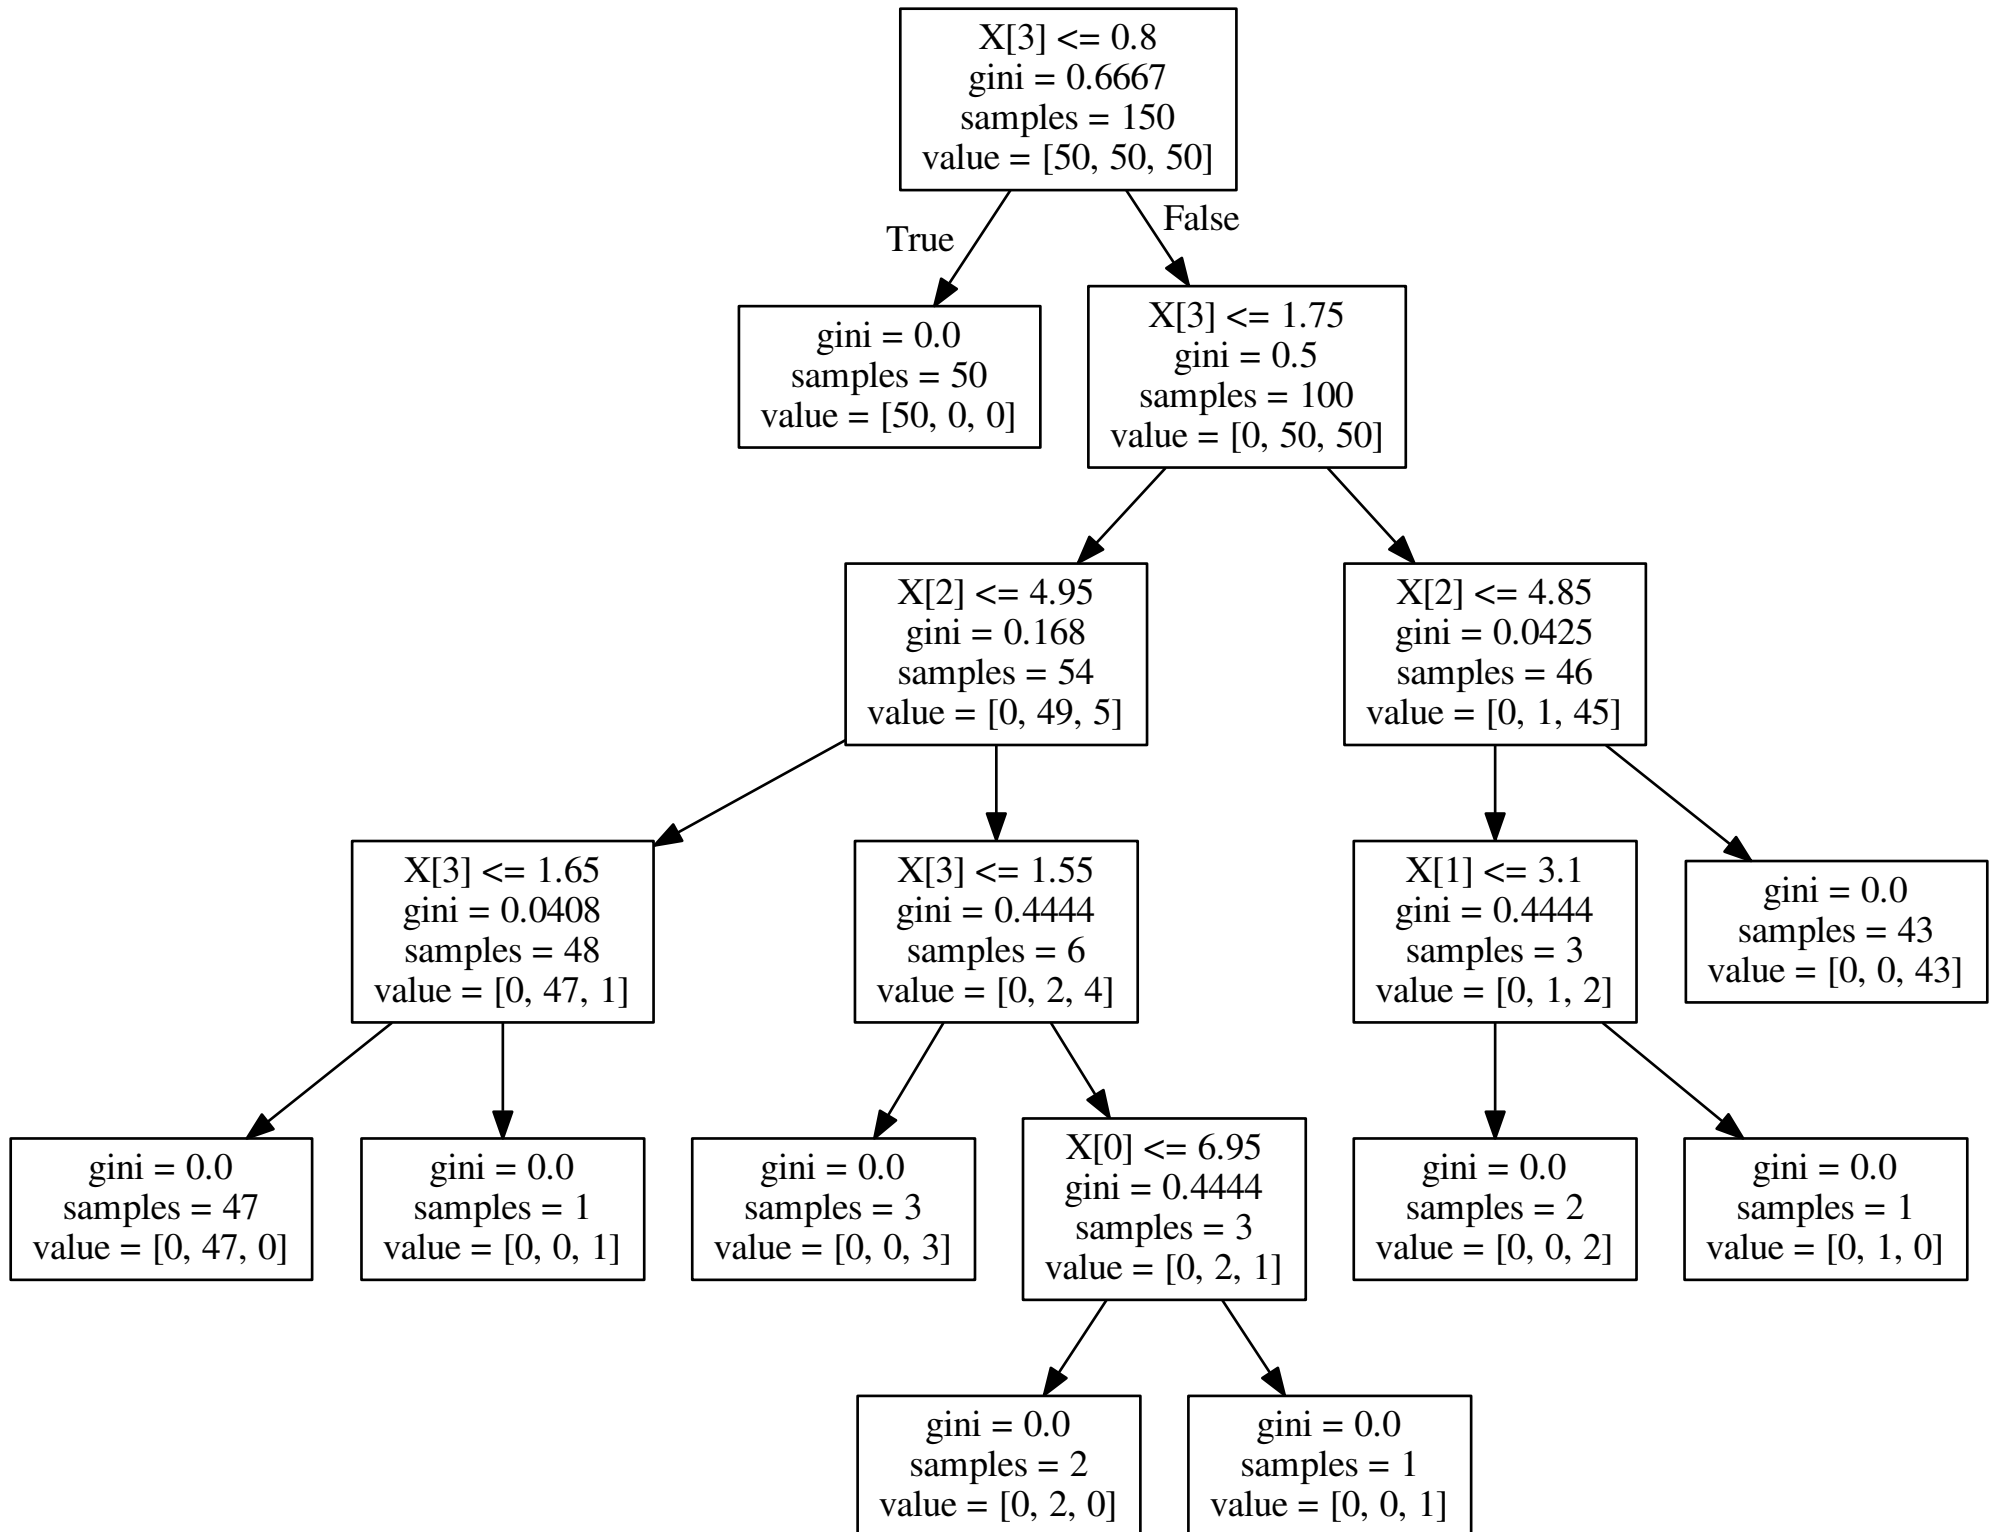 X[3] <= 0.8
gini = 0.6667
samples = 150
value = [50, 50, 50]
True
False
gini = 0.0
samples = 50
value = [50, 0, 0]
X[3] <= 1.75
gini = 0.5
samples = 100
value = [0, 50, 50]
X[2] <= 4.95
gini = 0.168
samples = 54
value = [0, 49, 5]
X[2] <= 4.85
gini = 0.0425
samples = 46
value = [0, 1, 45]
X[3] <= 1.65
gini = 0.0408
samples = 48
value = [0, 47, 1]
X[3] <= 1.55
gini = 0.4444
samples = 6
value = [0, 2, 4]
X[1] <= 3.1
gini = 0.4444
samples = 3
value = [0, 1, 2]
gini = 0.0
samples = 43
value = [0, 0, 43]
gini = 0.0
samples = 47
value = [0, 47, 0]
gini = 0.0
samples = 1
value = [0, 0, 1]
gini = 0.0
samples = 3
value = [0, 0, 3]
X[0] <= 6.95
gini = 0.4444
samples = 3
value = [0, 2, 1]
gini = 0.0
samples = 2
value = [0, 0, 2]
gini = 0.0
samples = 1
value = [0, 1, 0]
gini = 0.0
samples = 2
value = [0, 2, 0]
gini = 0.0
samples = 1
value = [0, 0, 1]